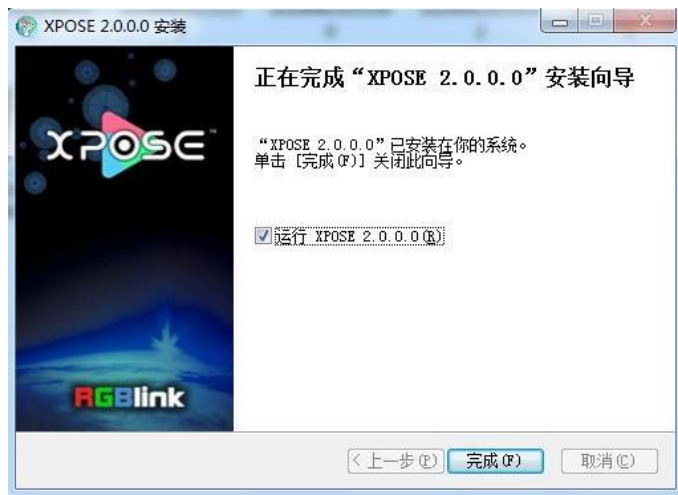 XPOSE 2.0.0.0 安装
XPOSE™
正在完成“XPOSE 2.0.0.0”安装向导
“XPOSE 2.0.0.0”已安装在你的系统。
单击 [完成(F)] 关闭此向导。
运行 XPOSE 2.0.0.0(R)
RGBlink
< 上一步(P) 完成(F) 取消(C)